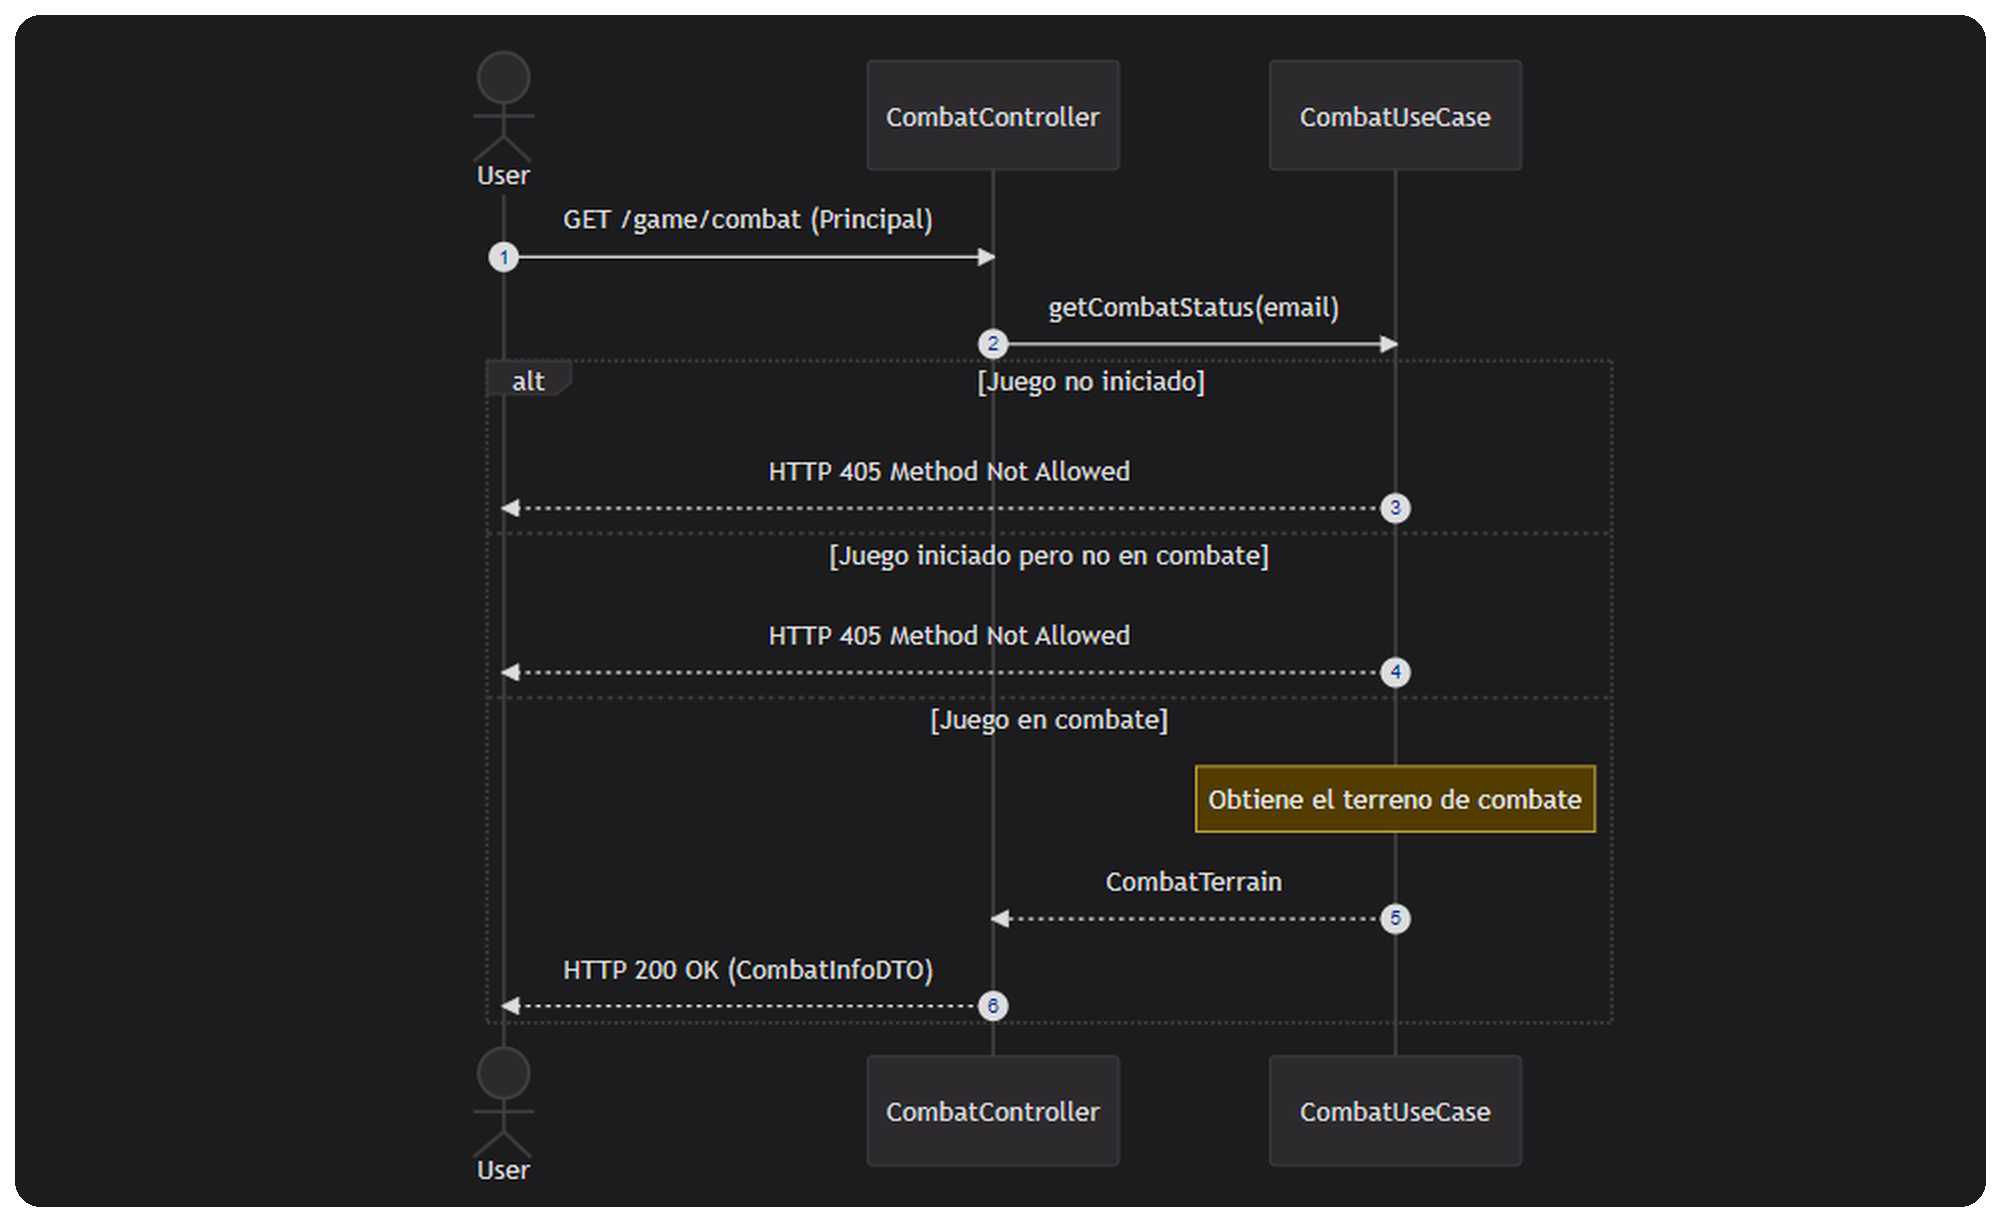 User
CombatController
CombatUseCase
GET /game/combat (Principal)
1
getCombatStatus(email)
2
alt
[Juego no iniciado]
HTTP 405 Method Not Allowed
3
[Juego iniciado pero no en combate]
HTTP 405 Method Not Allowed
4
[Juego en combate]
Obtiene el terreno de combate
CombatTerrain
5
HTTP 200 OK (CombatInfoDTO)
6
User
CombatController
CombatUseCase